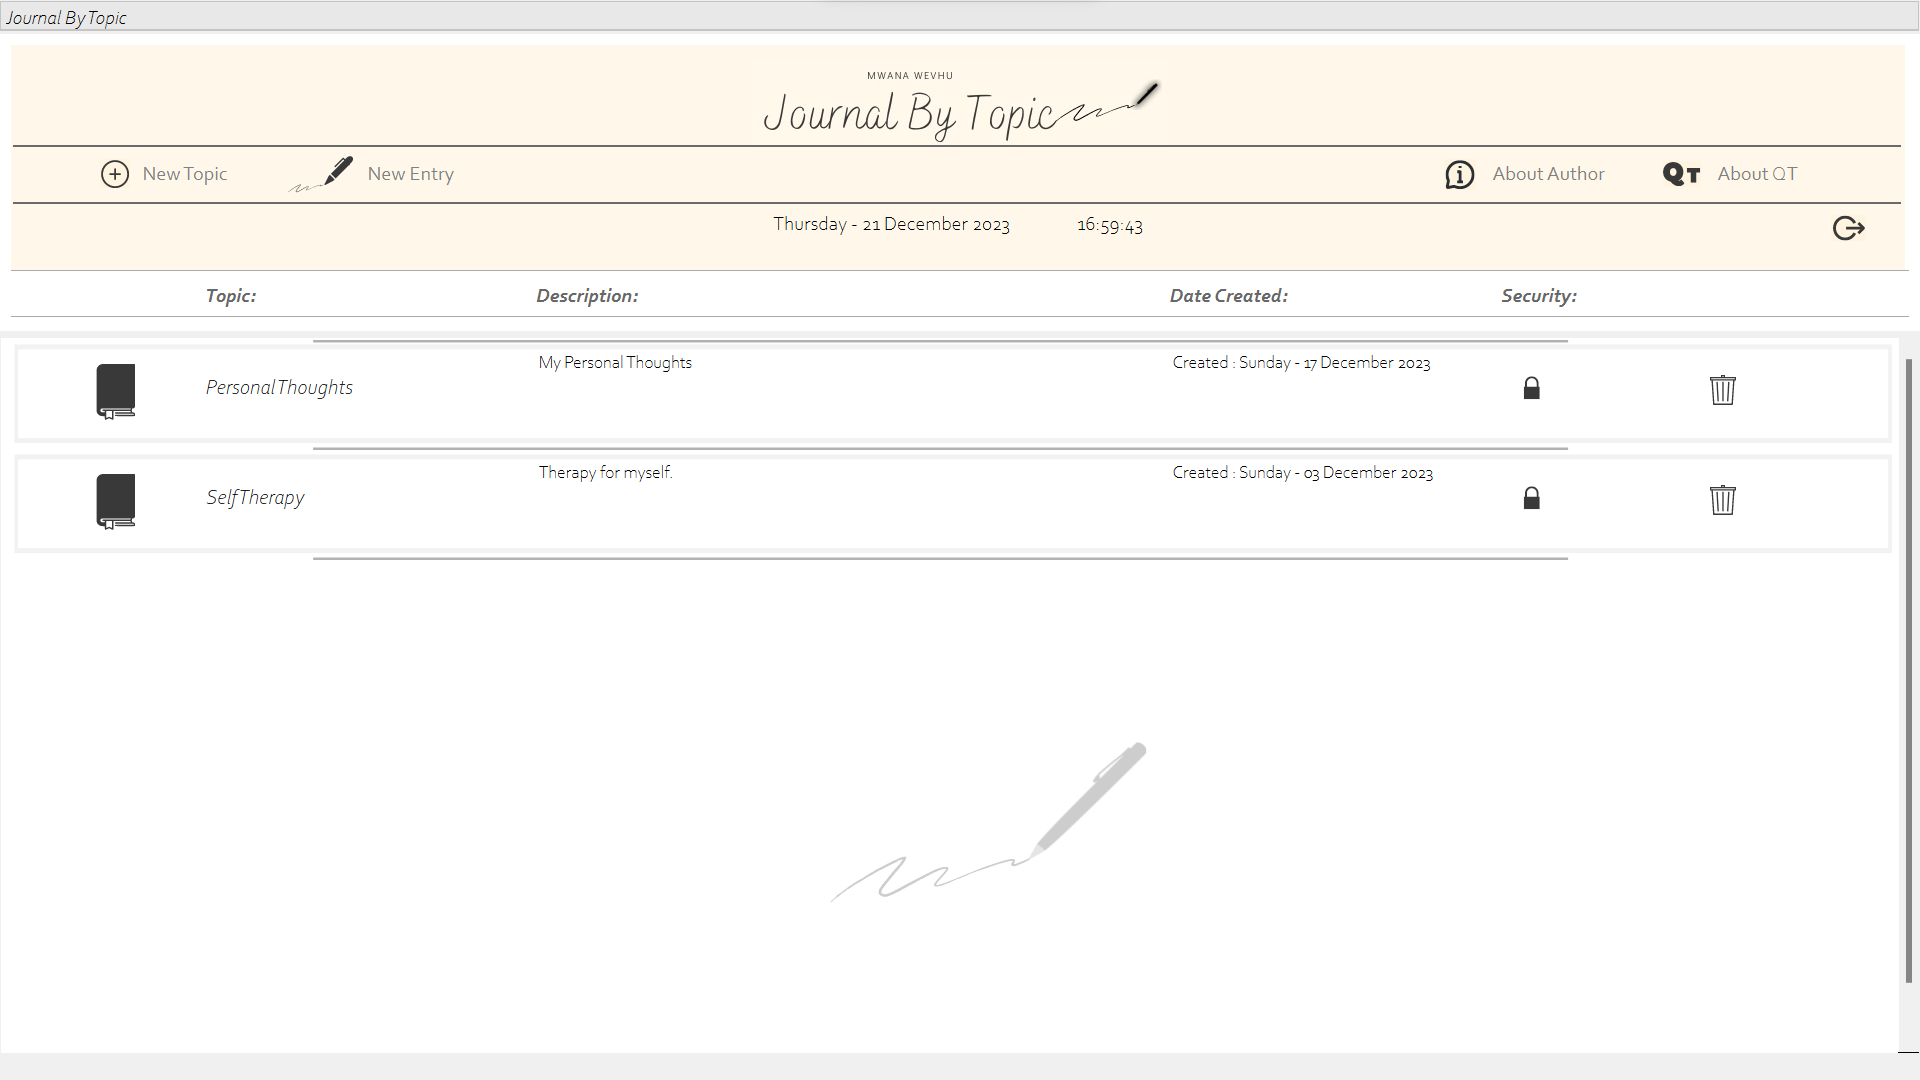 Journal By Topic
MWANA WEVHU
Journal By Topic
New Topic New Entry About Author QT About QT
Thursday - 21 December 2023 16:59:43
Topic: Description: Date Created: Security:
My Personal Thoughts Created : Sunday - 17 December 2023
Personal Thoughts
Therapy for myself. Created : Sunday - 03 December 2023
Self Therapy